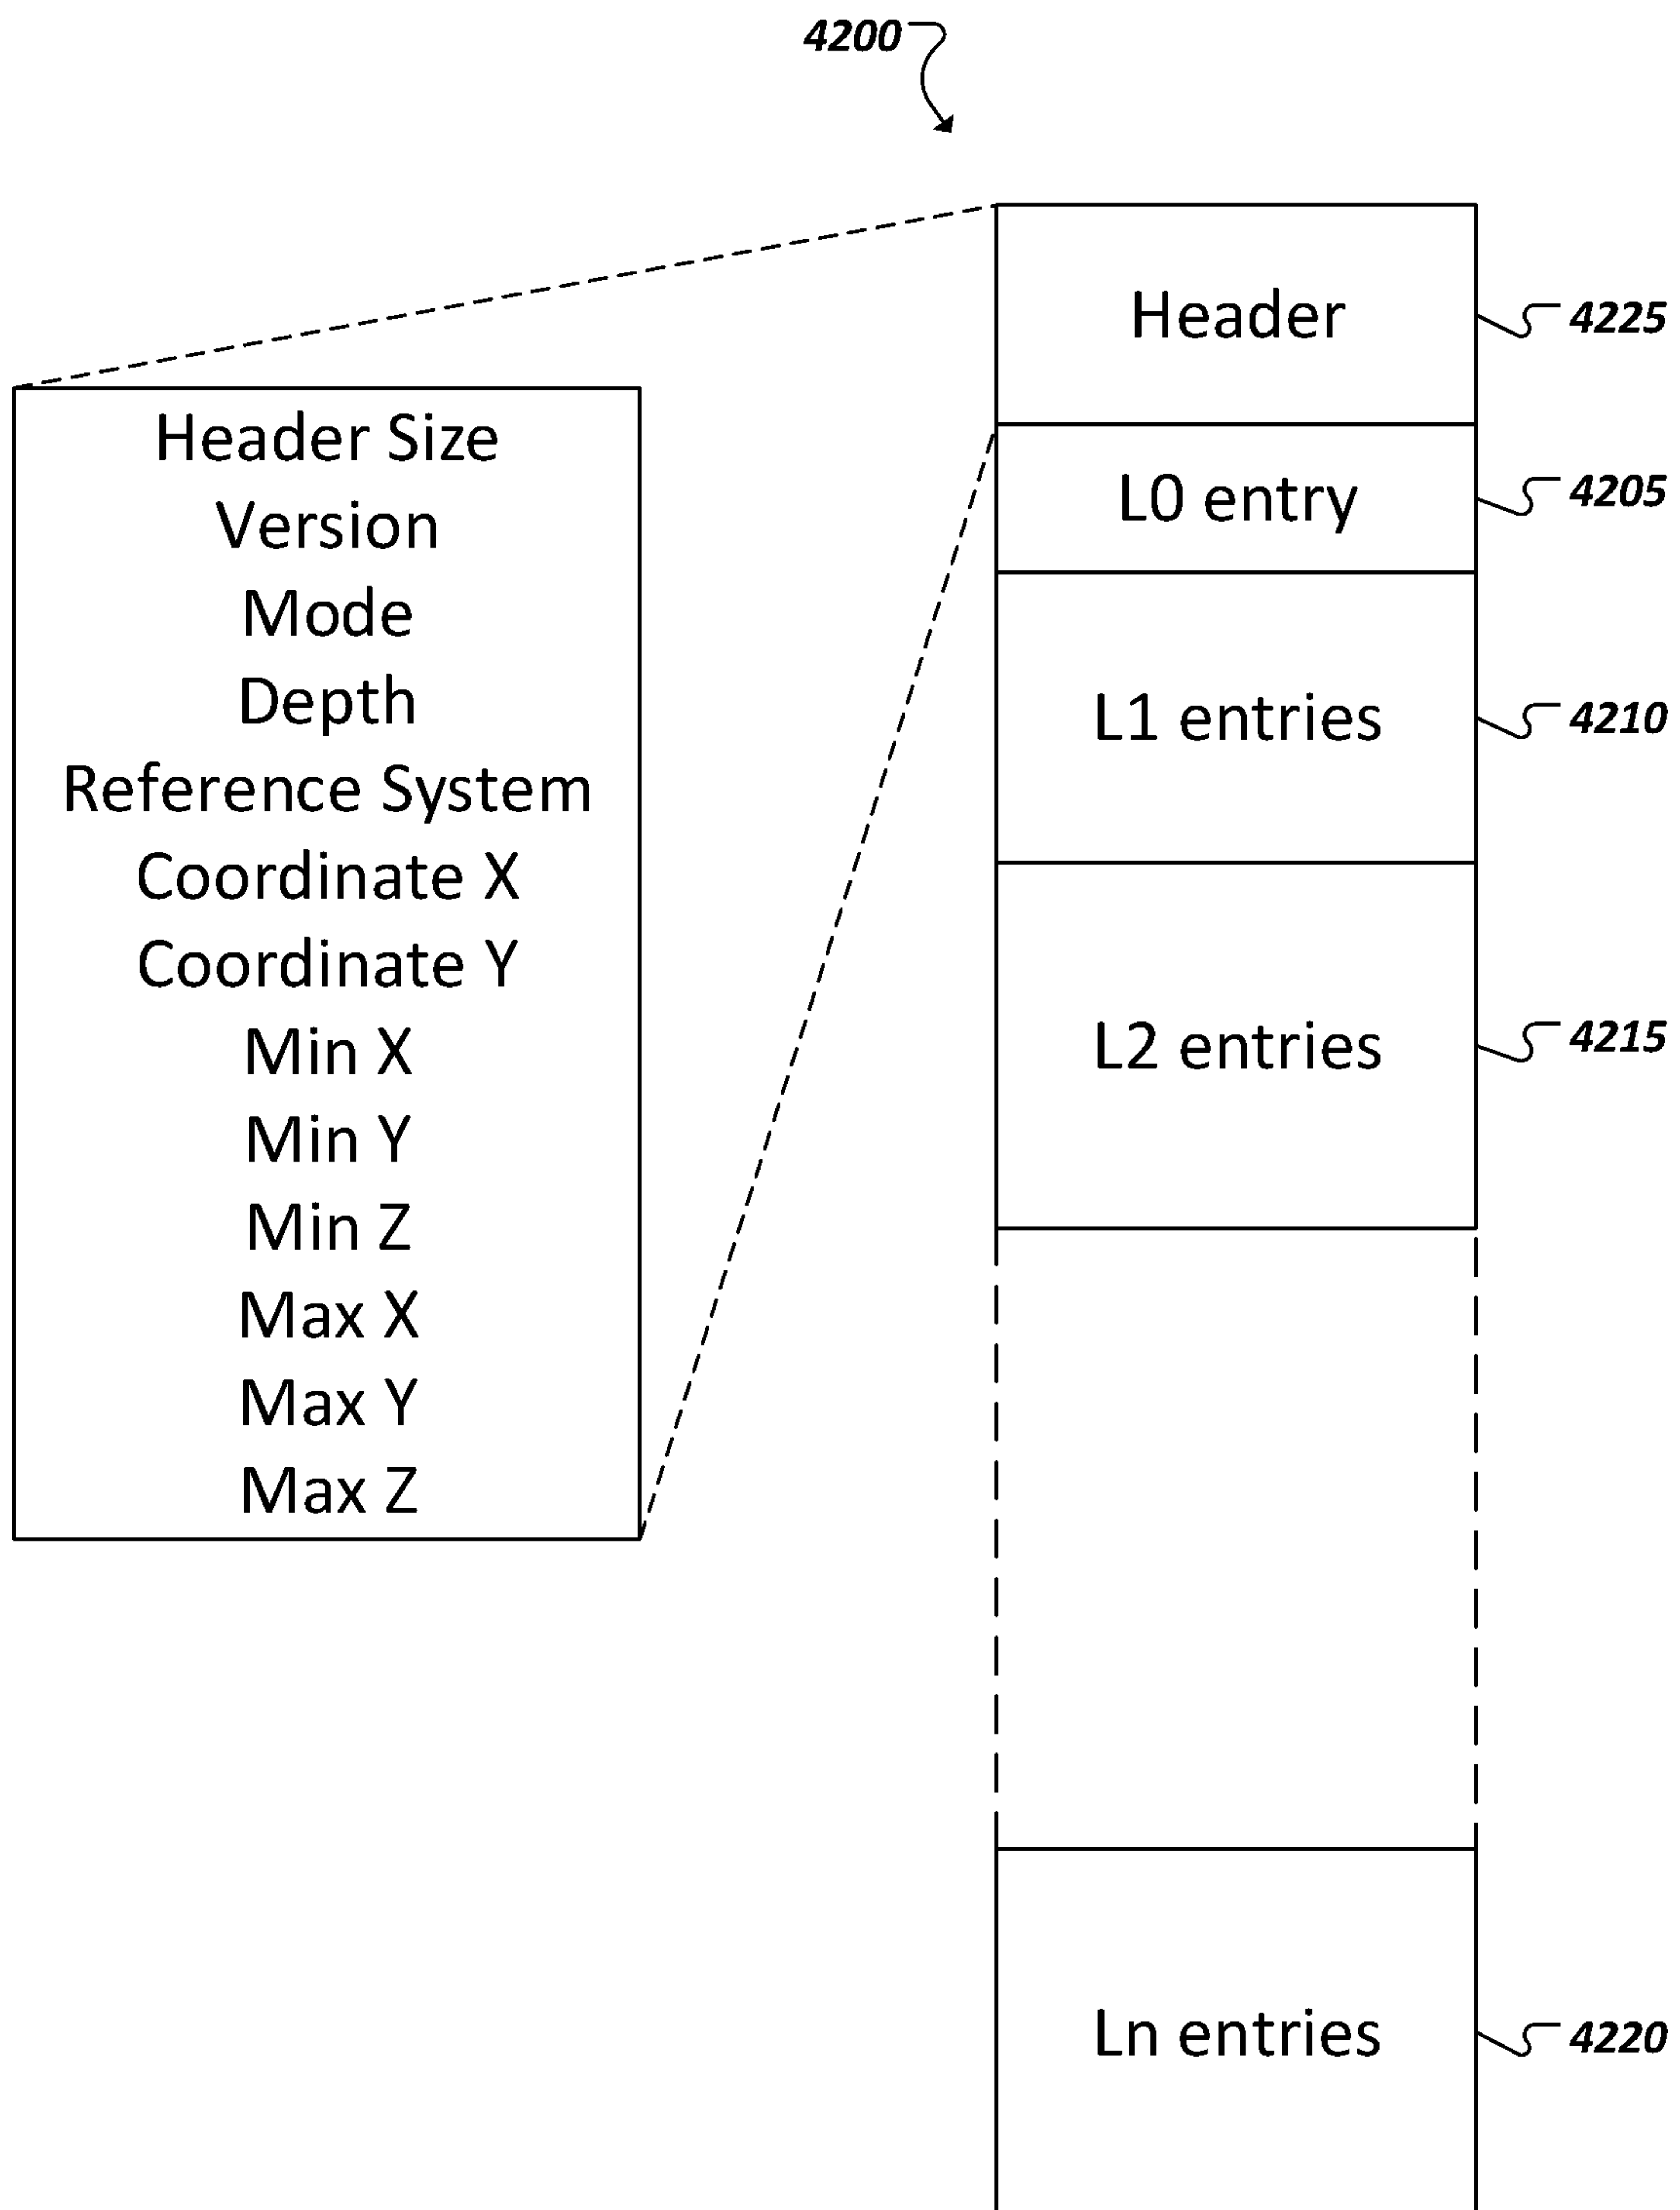 4200
Header
4225
L0 entry
4205
L1 entries
4210
L2 entries
4215
Ln entries
4220
Header Size
Version
Mode
Depth
Reference System
Coordinate X
Coordinate Y
Min X
Min Y
Min Z
Max X
Max Y
Max Z